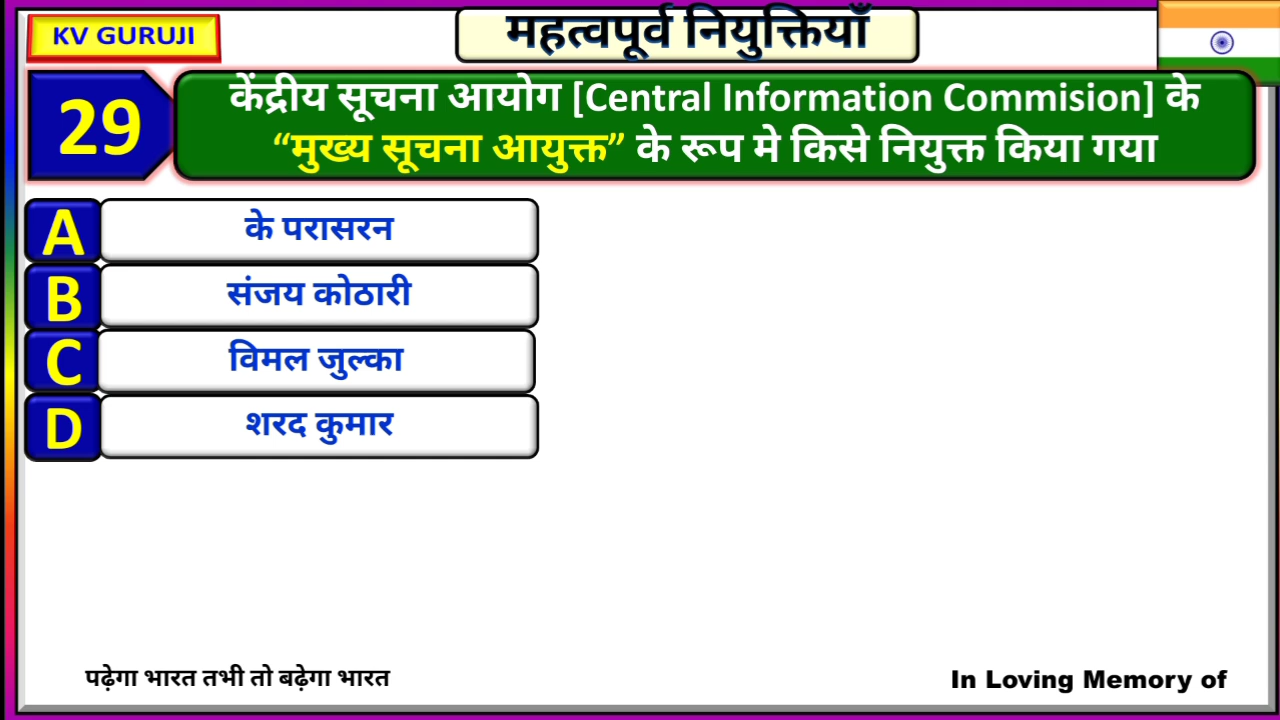 KV GURUJI
महत्वपूर्व नियुक्तियाँ
29
केंद्रीय सूचना आयोग [Central Information Commision] के
“मुख्य सूचना आयुक्त” के रूप मे किसे नियुक्त किया गया
A के परासरन
B संजय कोठारी
C विमल जुल्का
D शरद कुमार
पढ़ेगा भारत तभी तो बढ़ेगा भारत
In Loving Memory of